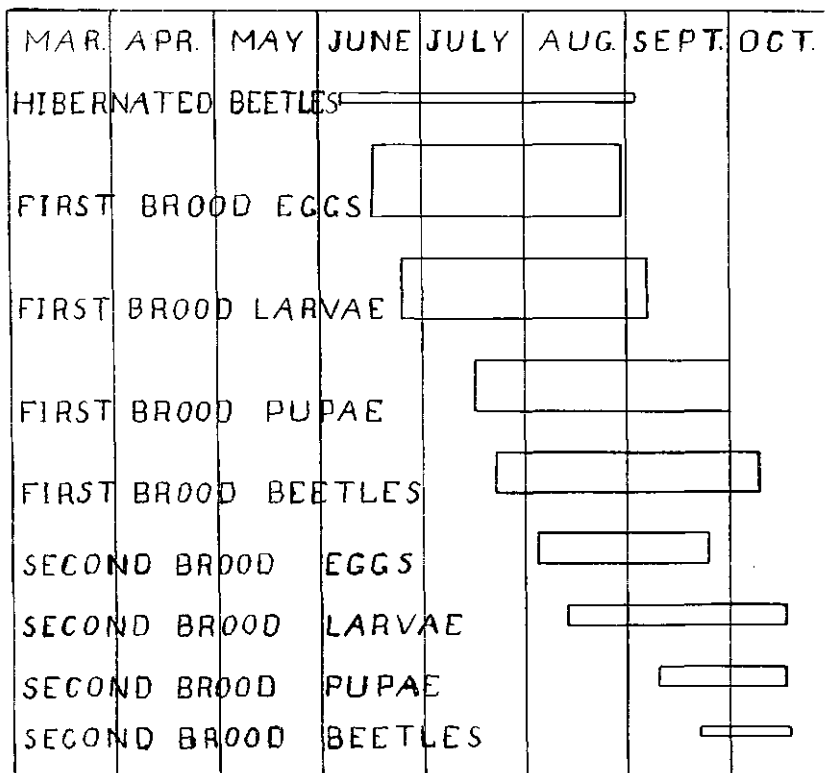 MAR. APR. MAY JUNE JULY AUG. SEPT. OCT.
HIBERNATED BEETLES
FIRST BROOD EGGS
FIRST BROOD LARVAE
FIRST BROOD PUPAE
FIRST BROOD BEETLES
SECOND BROOD EGGS
SECOND BROOD LARVAE
SECOND BROOD PUPAE
SECOND BROOD BEETLES